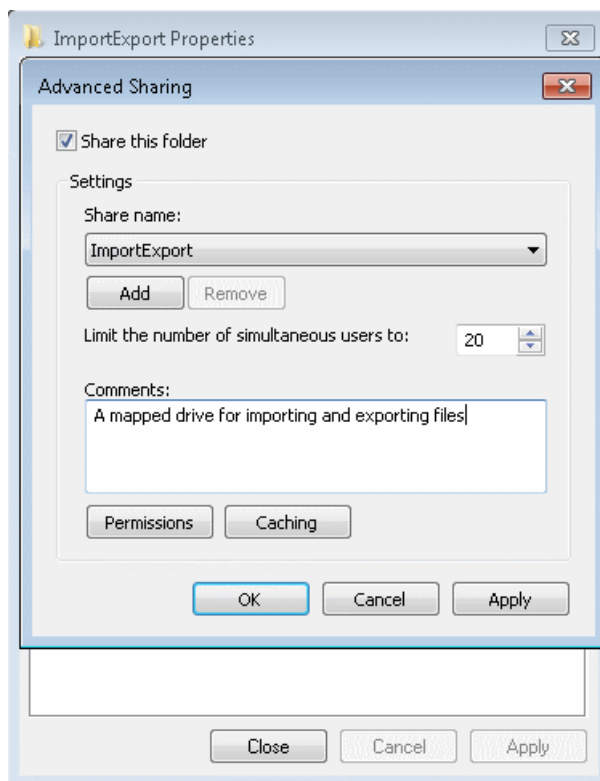 ImportExport Properties
Advanced Sharing
Share this folder
Settings
Share name:
ImportExport
Add Remove
Limit the number of simultaneous users to: 20
Comments:
A mapped drive for importing and exporting files
Permissions Caching
OK Cancel Apply
Close Cancel Apply